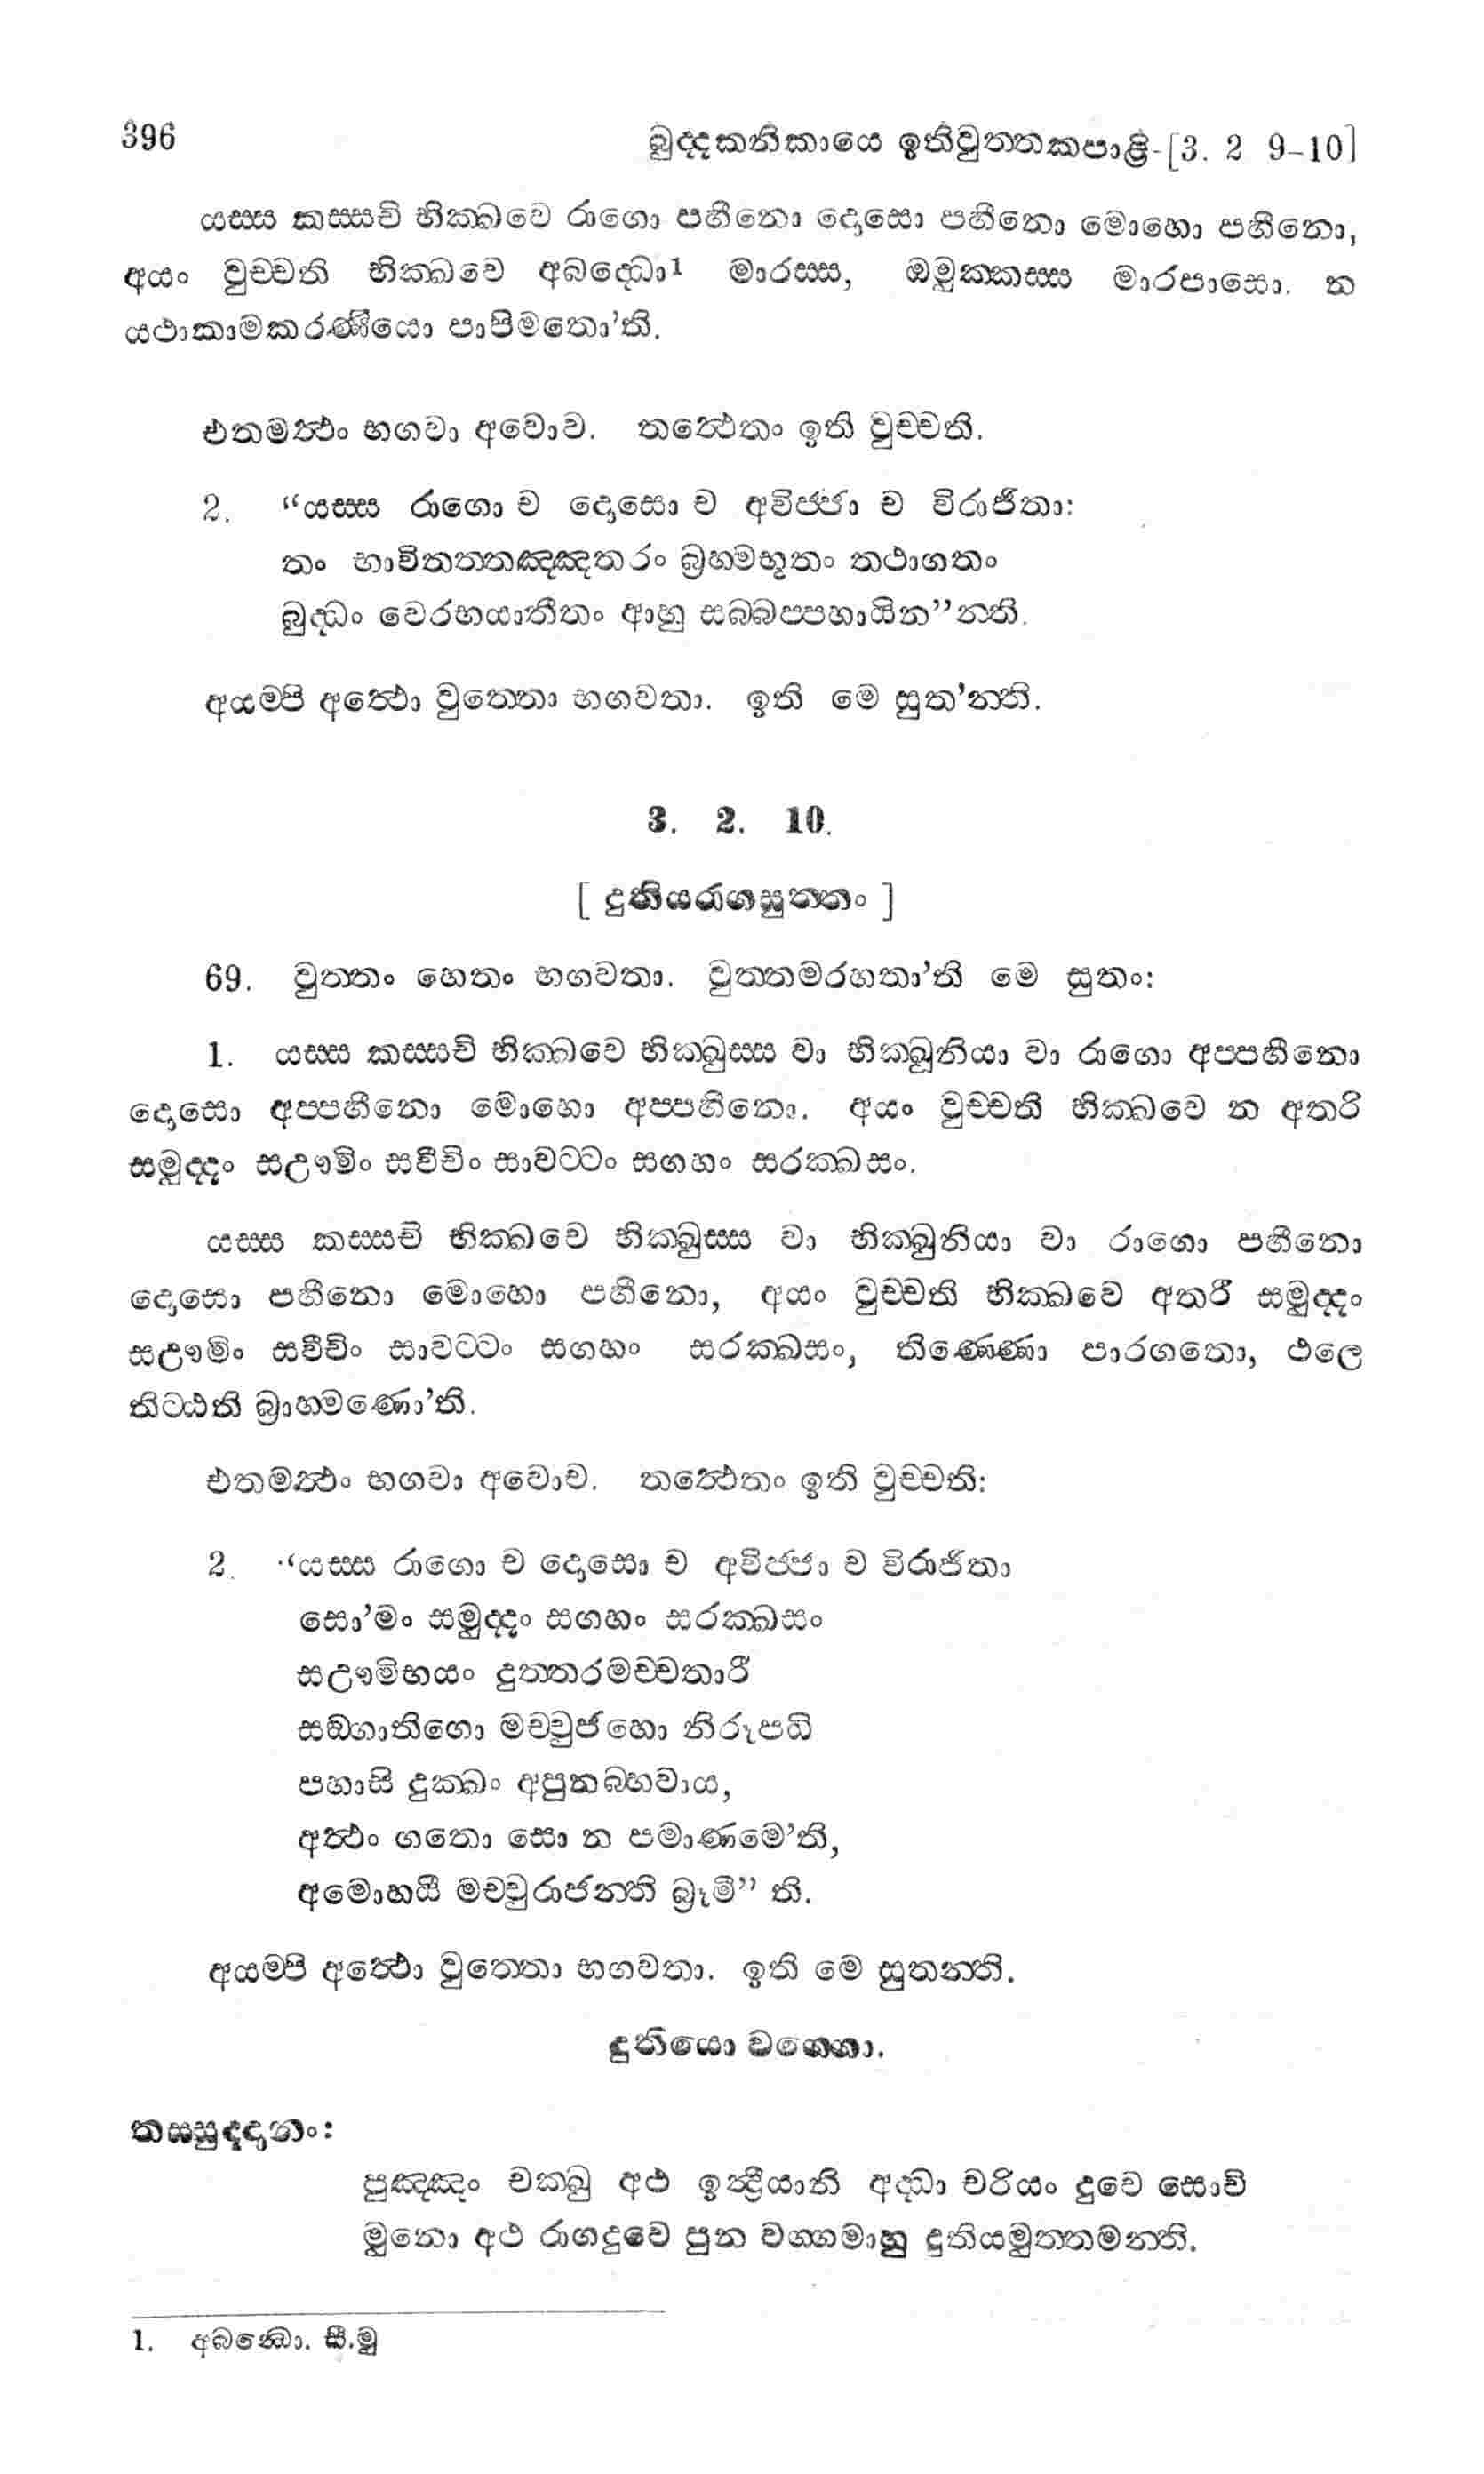 396 ඛුද්දකනිකායෙ ඉතිවුත්තකපාළි-[3. 2 9–10]
යස්ස කස්සචි භික්ඛවෙ රාගො පහීනො දොසො පහීනො මොහො පහීනො,
අයං වුච්චති භික්ඛවෙ අබද්ධො1 මාරස්ස, ඔමුක්කස්ස මාරපාසො. න
යථාකාමකරණීයො පාපිමතො’ති.
එතමත්ථං භගවා අවොච. තත්ථෙතං ඉති වුච්චති.
2. “යස්ස රාගො ච දොසො ච අවිජ්ජා ච විරාජිතා:
තං භාවිතත්තඤ්ඤතරං බ්‍රහ්මභූතං තථාගතං
බුද්ධං වෙරභයාතීතං ආහු සබ්බප්පහායින”න්ති.
අයම්පි අත්ථො වුත්තො භගවතා. ඉති මෙ සුත’න්ති.
3. 2. 10.
[ දුතියරාගසුත්තං ]
69. වුත්තං හෙතං භගවතා. වුත්තමරහතා’ති මෙ සුතං:
1. යස්ස කස්සචි භික්ඛවෙ භික්ඛුස්ස වා භික්ඛූනියා වා රාගො අප්පහීනො
දොසො අප්පහීනො මොහො අප්පහීනො. අයං වුච්චති භික්ඛවෙ න අතරි
සමුද්දං සඌමිං සවීචිං සාවට්ටං සගහං සරක්ඛසං.
යස්ස කස්සචි භික්ඛවෙ භික්ඛුස්ස වා භික්ඛුනියා වා රාගො පහීනො
දොසො පහීනො මොහො පහීනො, අයං වුච්චති භික්ඛවෙ අතරී සමුද්දං
සඌමිං සවීචිං සාවට්ටං සගහං සරක්ඛසං, තිණ්ණො පාරගතො, ථලෙ
තිට්ඨති බ්‍රාහ්මණො’ති.
එතමත්ථං භගවා අවොච. තත්ථෙතං ඉති වුච්චති:
2. “යස්ස රාගො ච දොසො ච අවිජ්ජා ච විරාජිතා
සො’මං සමුද්දං සගහං සරක්ඛසං
සඌමිභයං දුත්තරමච්චතාරී
සඞ්ගාතිගො මච්චුජහො නිරූපධි
පහාසි දුක්ඛං අපුනබ්භවාය,
අත්ථං ගතො සො න පමාණමෙ’ති,
අමොහයී මච්චුරාජන්ති බ්‍රෑමී” ති.
අයම්පි අත්ථො වුත්තො භගවතා. ඉති මෙ සුතන්ති.
දුතියො වග්ගො.
තස්සුද්දානං:
පුඤ්ඤං චක්ඛු අථ ඉන්ද්‍රියානි අද්ධා චරියං දුවෙ සොචි
මුනො අථ රාගදුවෙ පුන වග්ගමාහු දුතියමුත්තමන්ති.
1. අබන්ධො. සී.මු